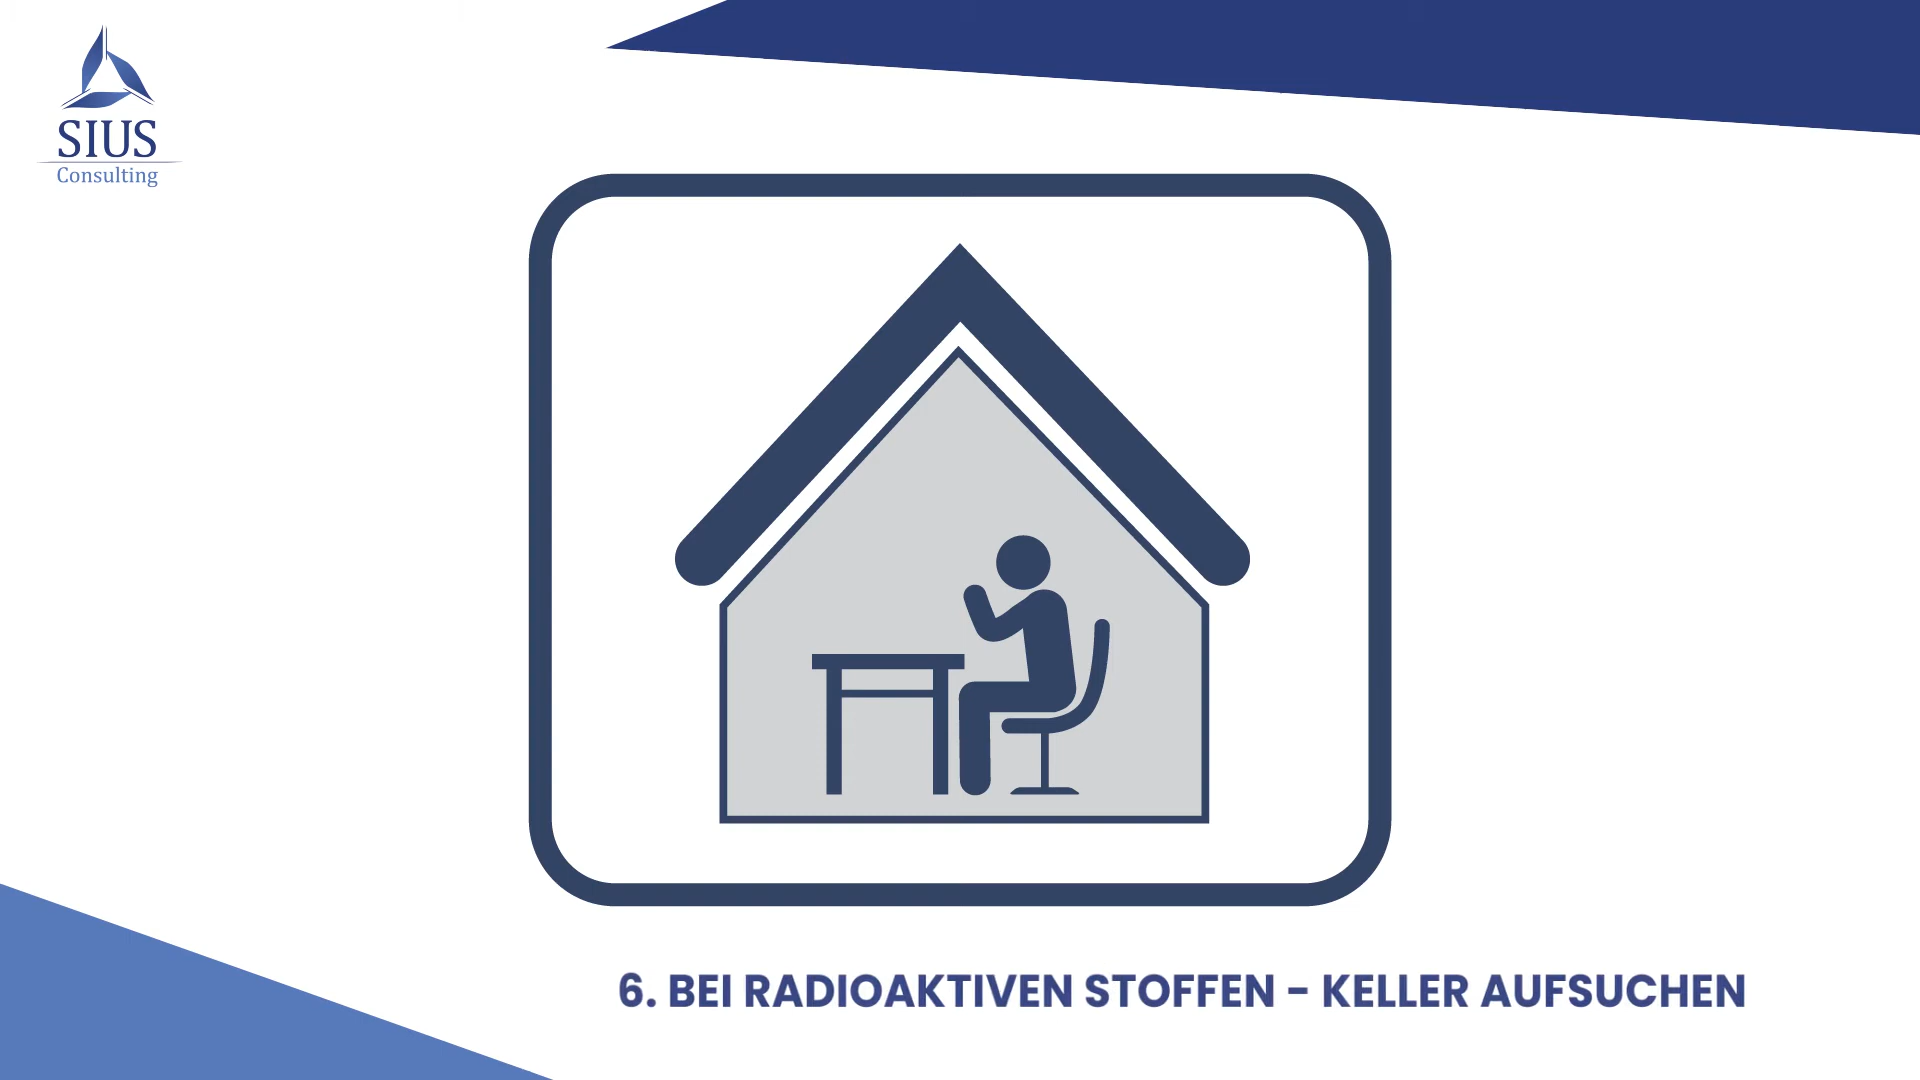 SIUS
Consulting
6. BEI RADIOAKTIVEN STOFFEN - KELLER AUFSUCHEN